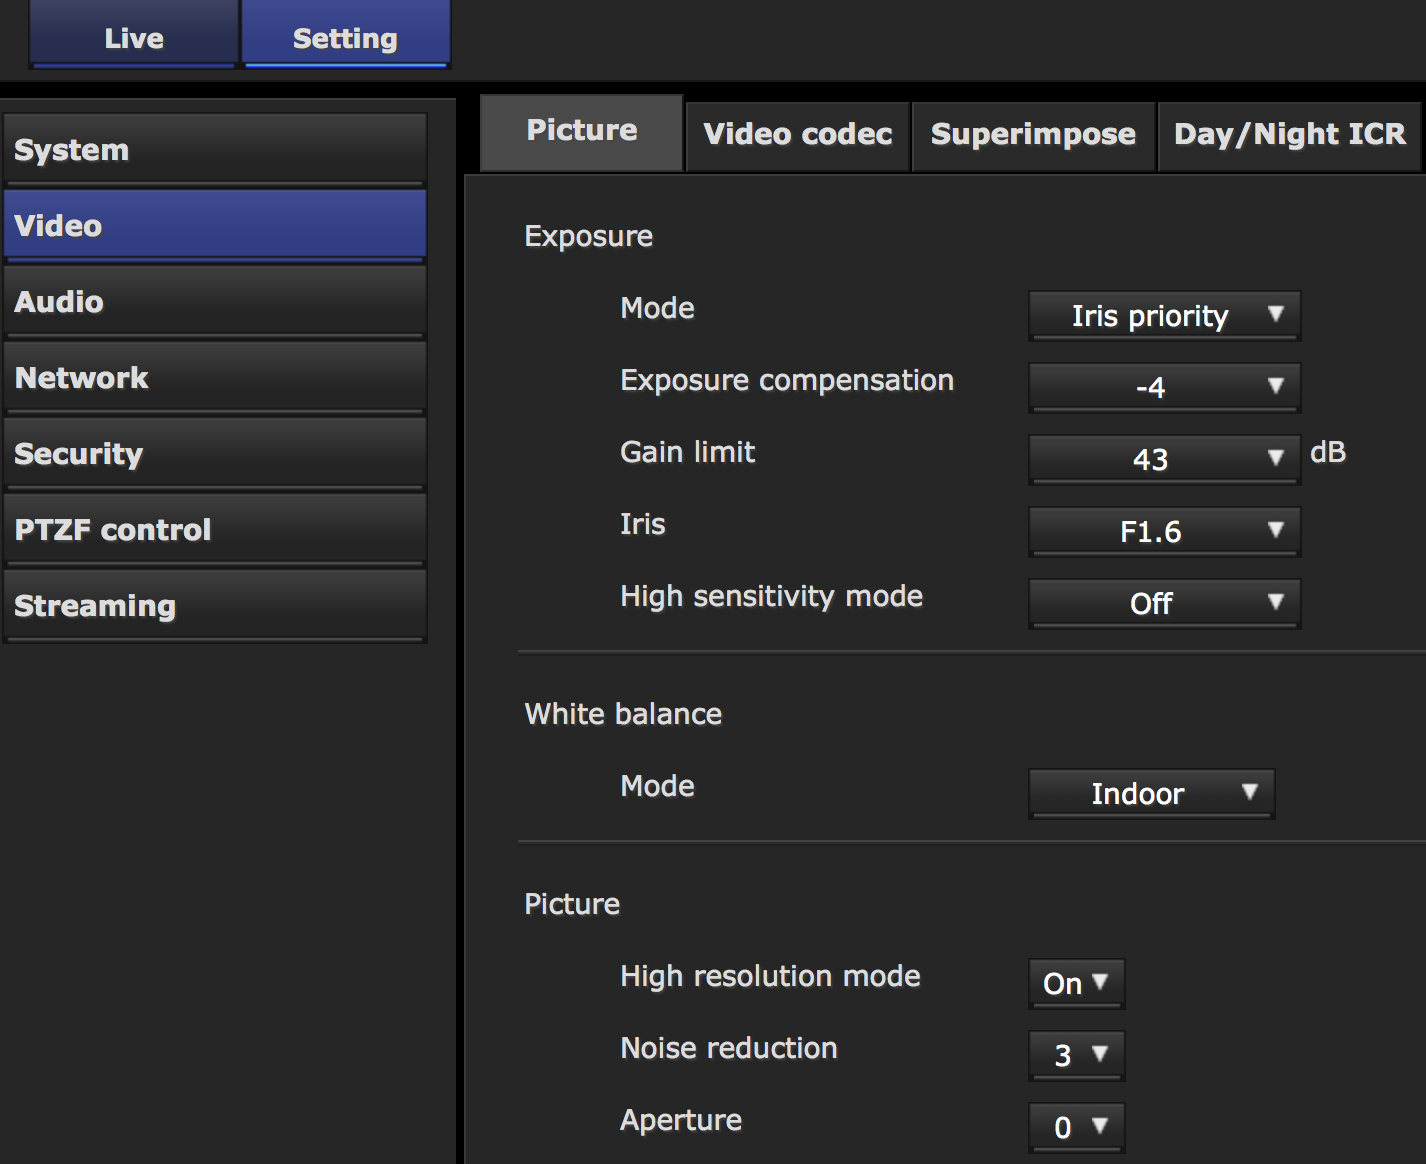 Live Setting
System
Video
Audio
Network
Security
PTZF control
Streaming
Picture Video codec Superimpose Day/Night ICR
Exposure
Mode Iris priority
Exposure compensation -4
Gain limit 43 dB
Iris F1.6
High sensitivity mode Off
White balance
Mode Indoor
Picture
High resolution mode On
Noise reduction 3
Aperture 0